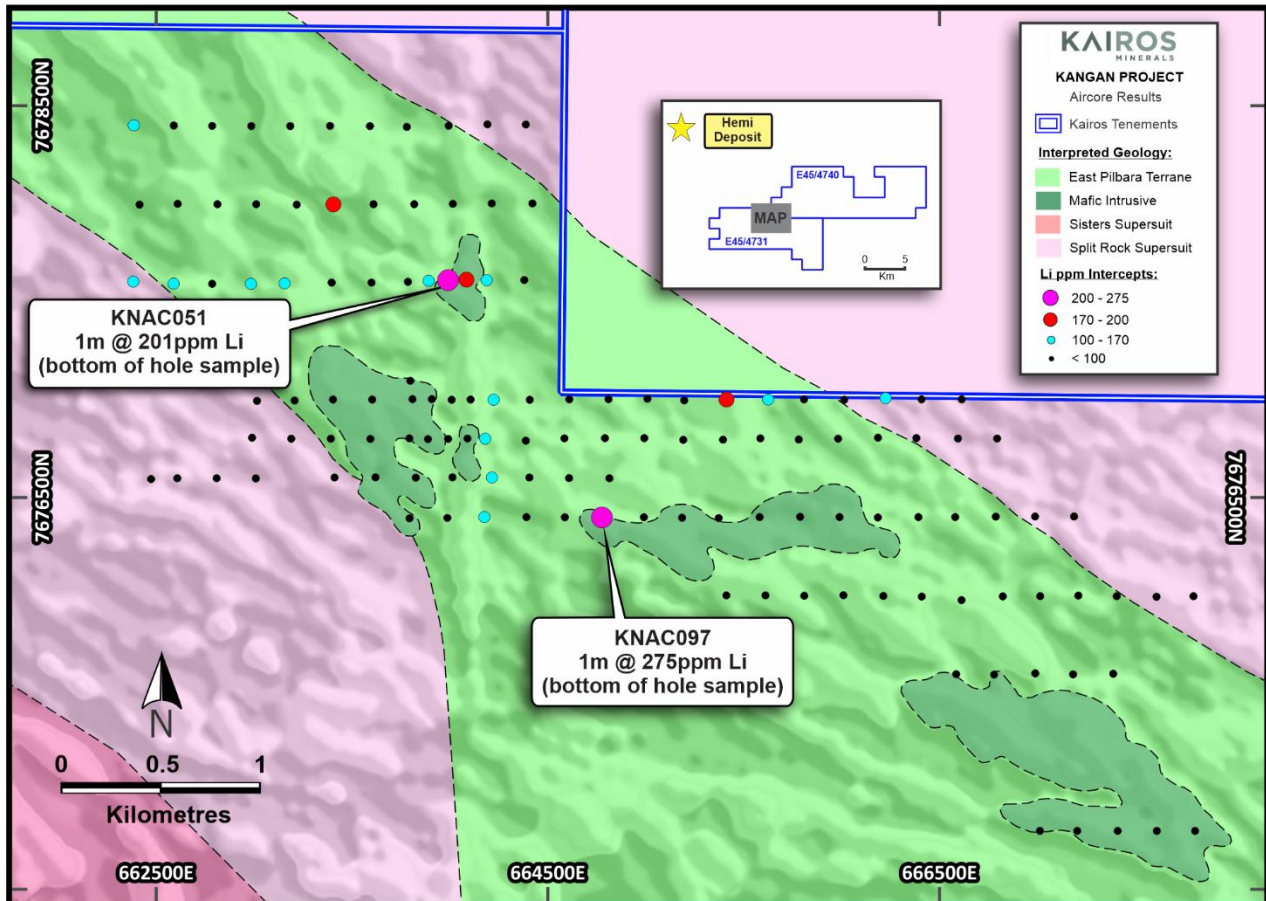 KAIROS
MINERALS
KANGAN PROJECT
Aircore Results
Kairos Tenements
Interpreted Geology:
East Pilbara Terrane
Mafic Intrusive
Sisters Supersuit
Split Rock Supersuit
Li ppm Intercepts:
200 - 275
170 - 200
100 - 170
< 100
Hemi
Deposit
E45/4740
MAP
E45/4731
0 5
Km
7678500N
KNAC051
1m @ 201ppm Li
(bottom of hole sample)
7676500N
7676500N
KNAC097
1m @ 275ppm Li
(bottom of hole sample)
N
0 0.5 1
Kilometres
662500E
664500E
666500E